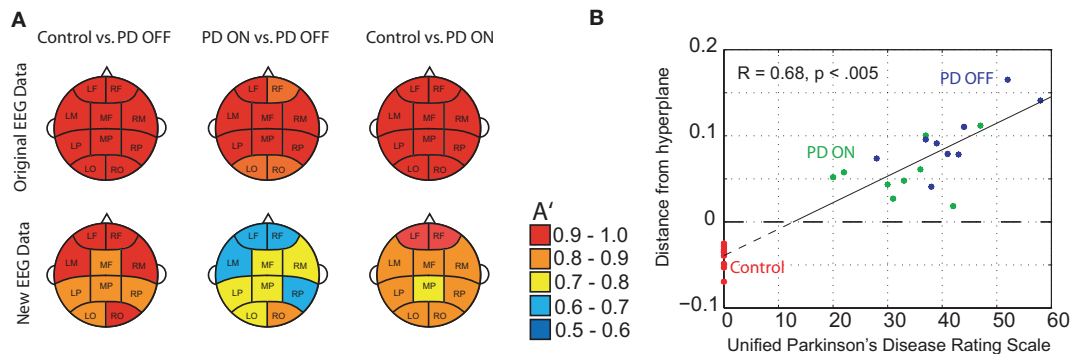 A
Control vs. PD OFF
PD ON vs. PD OFF
Control vs. PD ON
Original EEG Data
LF RF
LM MF RM
LP MP RP
LO RO
LF RF
LM MF RM
LP MP RP
LO RO
LF RF
LM MF RM
LP MP RP
LO RO
New EEG Data
LF RF
LM MF RM
LP MP RP
LO RO
LF RF
LM MF RM
LP MP RP
LO RO
LF RF
LM MF RM
LP MP RP
LO RO
A‘
0.9 - 1.0
0.8 - 0.9
0.7 - 0.8
0.6 - 0.7
0.5 - 0.6
B
R = 0.68, p < .005
PD OFF
PD ON
Control
Distance from hyperplane
0.2
0.1
0
−0.1
0 10 20 30 40 50 60
Unified Parkinson's Disease Rating Scale